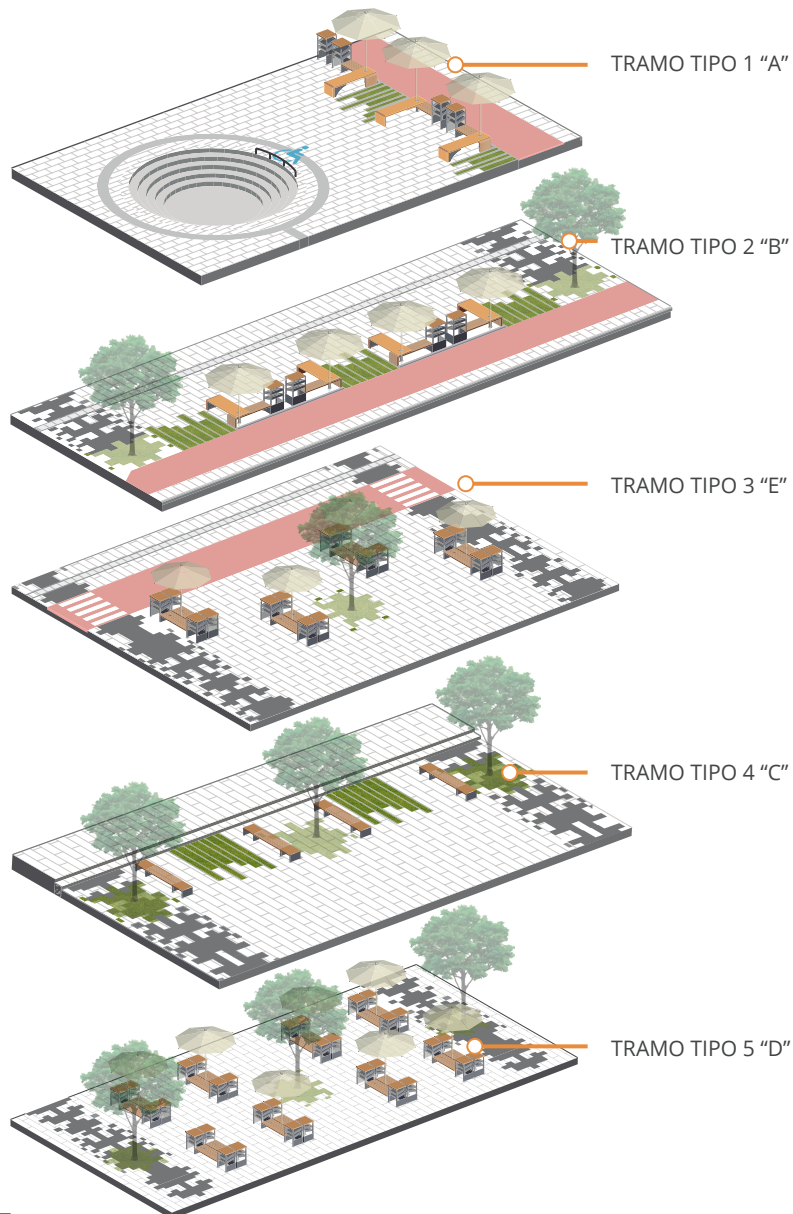 TRAMO TIPO 1 “A”
TRAMO TIPO 2 “B”
TRAMO TIPO 3 “E”
TRAMO TIPO 4 “C”
TRAMO TIPO 5 “D”